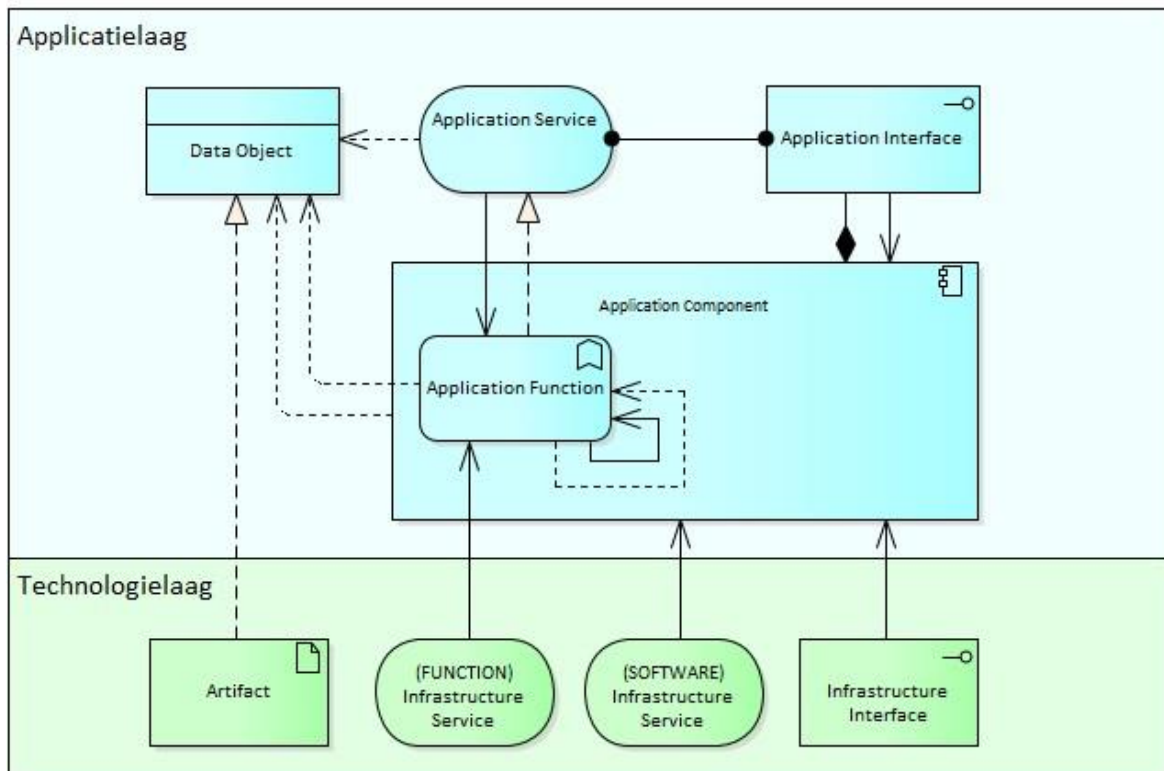 Applicatielaag
Data Object
Application Service
Application Interface
Application Component
Application Function
Technologielaag
Artifact
(FUNCTION)
Infrastructure
Service
(SOFTWARE)
Infrastructure
Service
Infrastructure
Interface